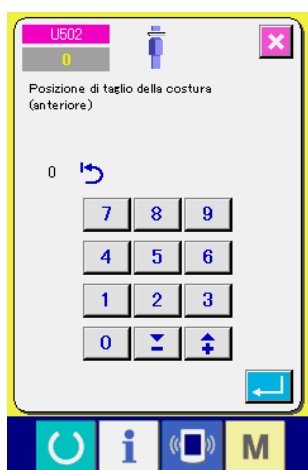 U502
0
Posizione di taglio della costura
(anteriore)
0
7 8 9
4 5 6
1 2 3
0
i M